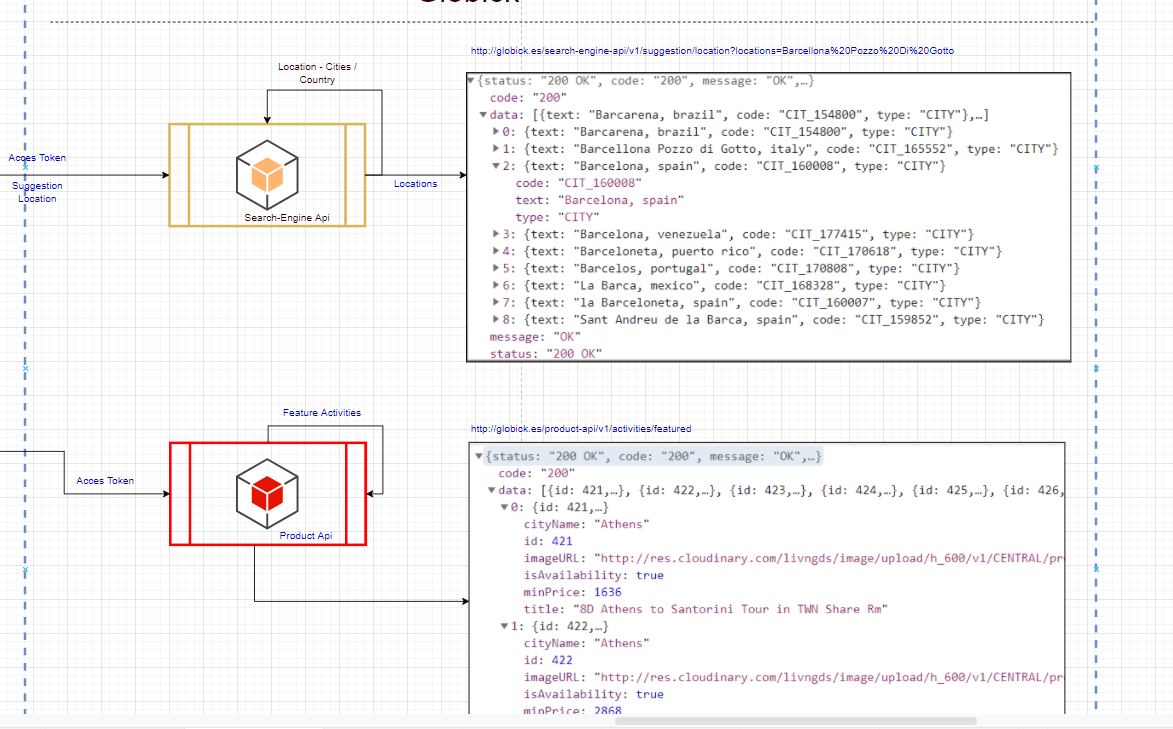 Globick
http://globick.es/search-engine-api/v1/suggestion/location?locations=Barcellona%20Pozzo%20Di%20Gotto
Location - Cities /
Country
Acces Token
Suggestion
Location
Search-Engine Api
Locations
{status: "200 OK", code: "200", message: "OK",…}
code: "200"
data: [{text: "Barcarena, brazil", code: "CIT_154800", type: "CITY"},…]
0: {text: "Barcarena, brazil", code: "CIT_154800", type: "CITY"}
1: {text: "Barcellona Pozzo di Gotto, italy", code: "CIT_165552", type: "CITY"}
2: {text: "Barcelona, spain", code: "CIT_160008", type: "CITY"}
code: "CIT_160008"
text: "Barcelona, spain"
type: "CITY"
3: {text: "Barcelona, venezuela", code: "CIT_177415", type: "CITY"}
4: {text: "Barceloneta, puerto rico", code: "CIT_170618", type: "CITY"}
5: {text: "Barcelos, portugal", code: "CIT_170808", type: "CITY"}
6: {text: "La Barca, mexico", code: "CIT_168328", type: "CITY"}
7: {text: "la Barceloneta, spain", code: "CIT_160007", type: "CITY"}
8: {text: "Sant Andreu de la Barca, spain", code: "CIT_159852", type: "CITY"}
message: "OK"
status: "200 OK"
Feature Activities
Acces Token
Product Api
http://globick.es/product-api/v1/activities/featured
{status: "200 OK", code: "200", message: "OK",…}
code: "200"
data: [{id: 421,…}, {id: 422,…}, {id: 423,…}, {id: 424,…}, {id: 425,…}, {id: 426,
0: {id: 421,…}
cityName: "Athens"
id: 421
imageURL: "http://res.cloudinary.com/livngds/image/upload/h_600/v1/CENTRAL/pr
isAvailability: true
minPrice: 1636
title: "8D Athens to Santorini Tour in TWN Share Rm"
1: {id: 422,…}
cityName: "Athens"
id: 422
imageURL: "http://res.cloudinary.com/livngds/image/upload/h_600/v1/CENTRAL/pr
isAvailability: true
minPrice: 2868